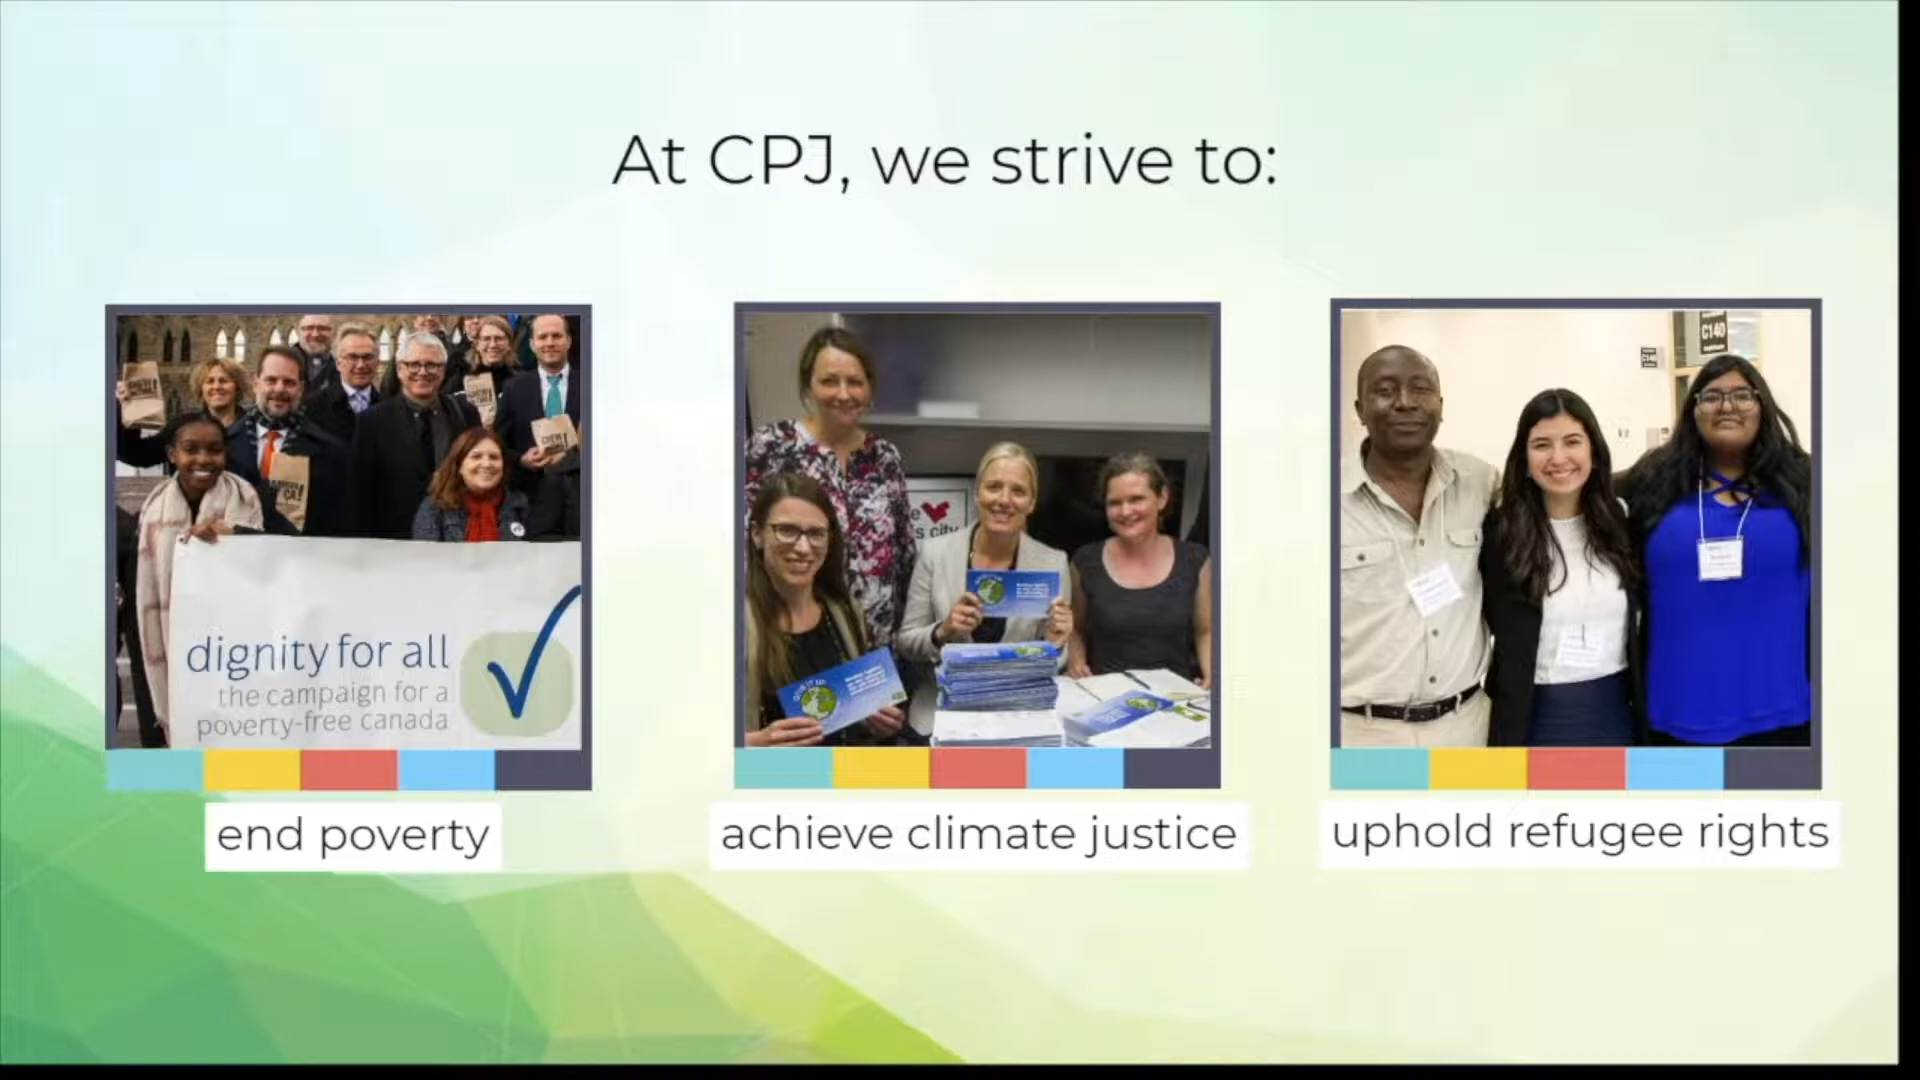 At CPJ, we strive to:
dignity for all
the campaign for a
poverty-free canada
C140
end poverty
achieve climate justice
uphold refugee rights